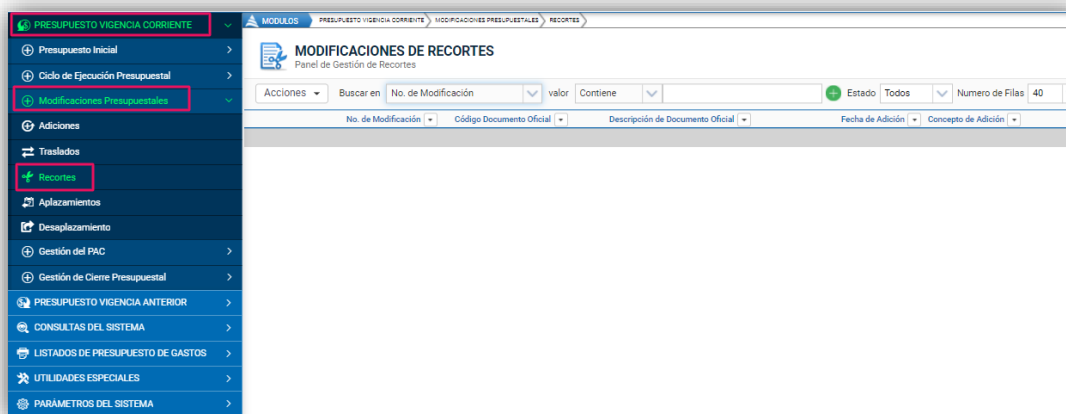 PRESUPUESTO VIGENCIA CORRIENTE
Presupuesto Inicial
Ciclo de Ejecución Presupuestal
Modificaciones Presupuestales
Adiciones
Traslados
Recortes
Aplazamientos
Desaplazamiento
Gestión del PAC
Gestión de Cierre Presupuestal
PRESUPUESTO VIGENCIA ANTERIOR
CONSULTAS DEL SISTEMA
LISTADOS DE PRESUPUESTO DE GASTOS
UTILIDADES ESPECIALES
PARÁMETROS DEL SISTEMA
MODULOS PRESUPUESTO VIGENCIA CORRIENTE MODIFICACIONES PRESUPUESTALES RECORTES
MODIFICACIONES DE RECORTES
Panel de Gestión de Recortes
Acciones Buscar en No. de Modificación valor Contiene Estado Todos Numero de Filas 40
No. de Modificación Código Documento Oficial Descripción de Documento Oficial Fecha de Adición Concepto de Adición